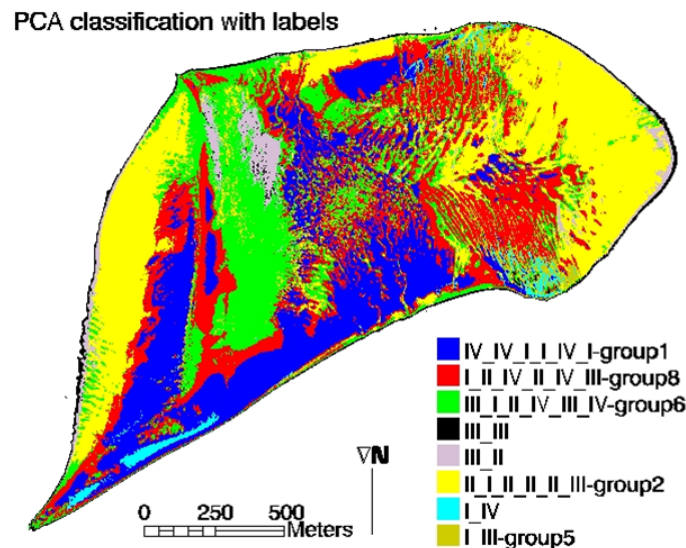 PCA classification with labels
IV_IV_I_I_IV_I-group1
I_II_IV_II_IV_III-group8
III_I_II_IV_III_IV-group6
III_III
III_II
II_I_II_II_II_III-group2
I_IV
I_III-group5
N
0 250 500
Meters